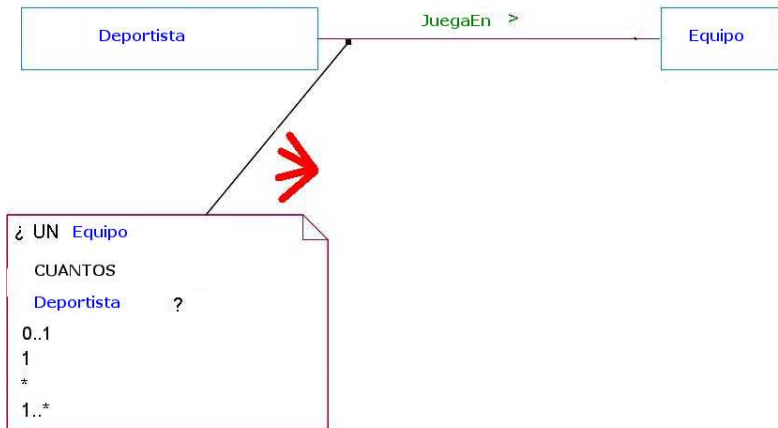 JuegaEn >
Deportista
Equipo
¿ UN Equipo
CUANTOS
Deportista ?
0..1
1
*
1..*